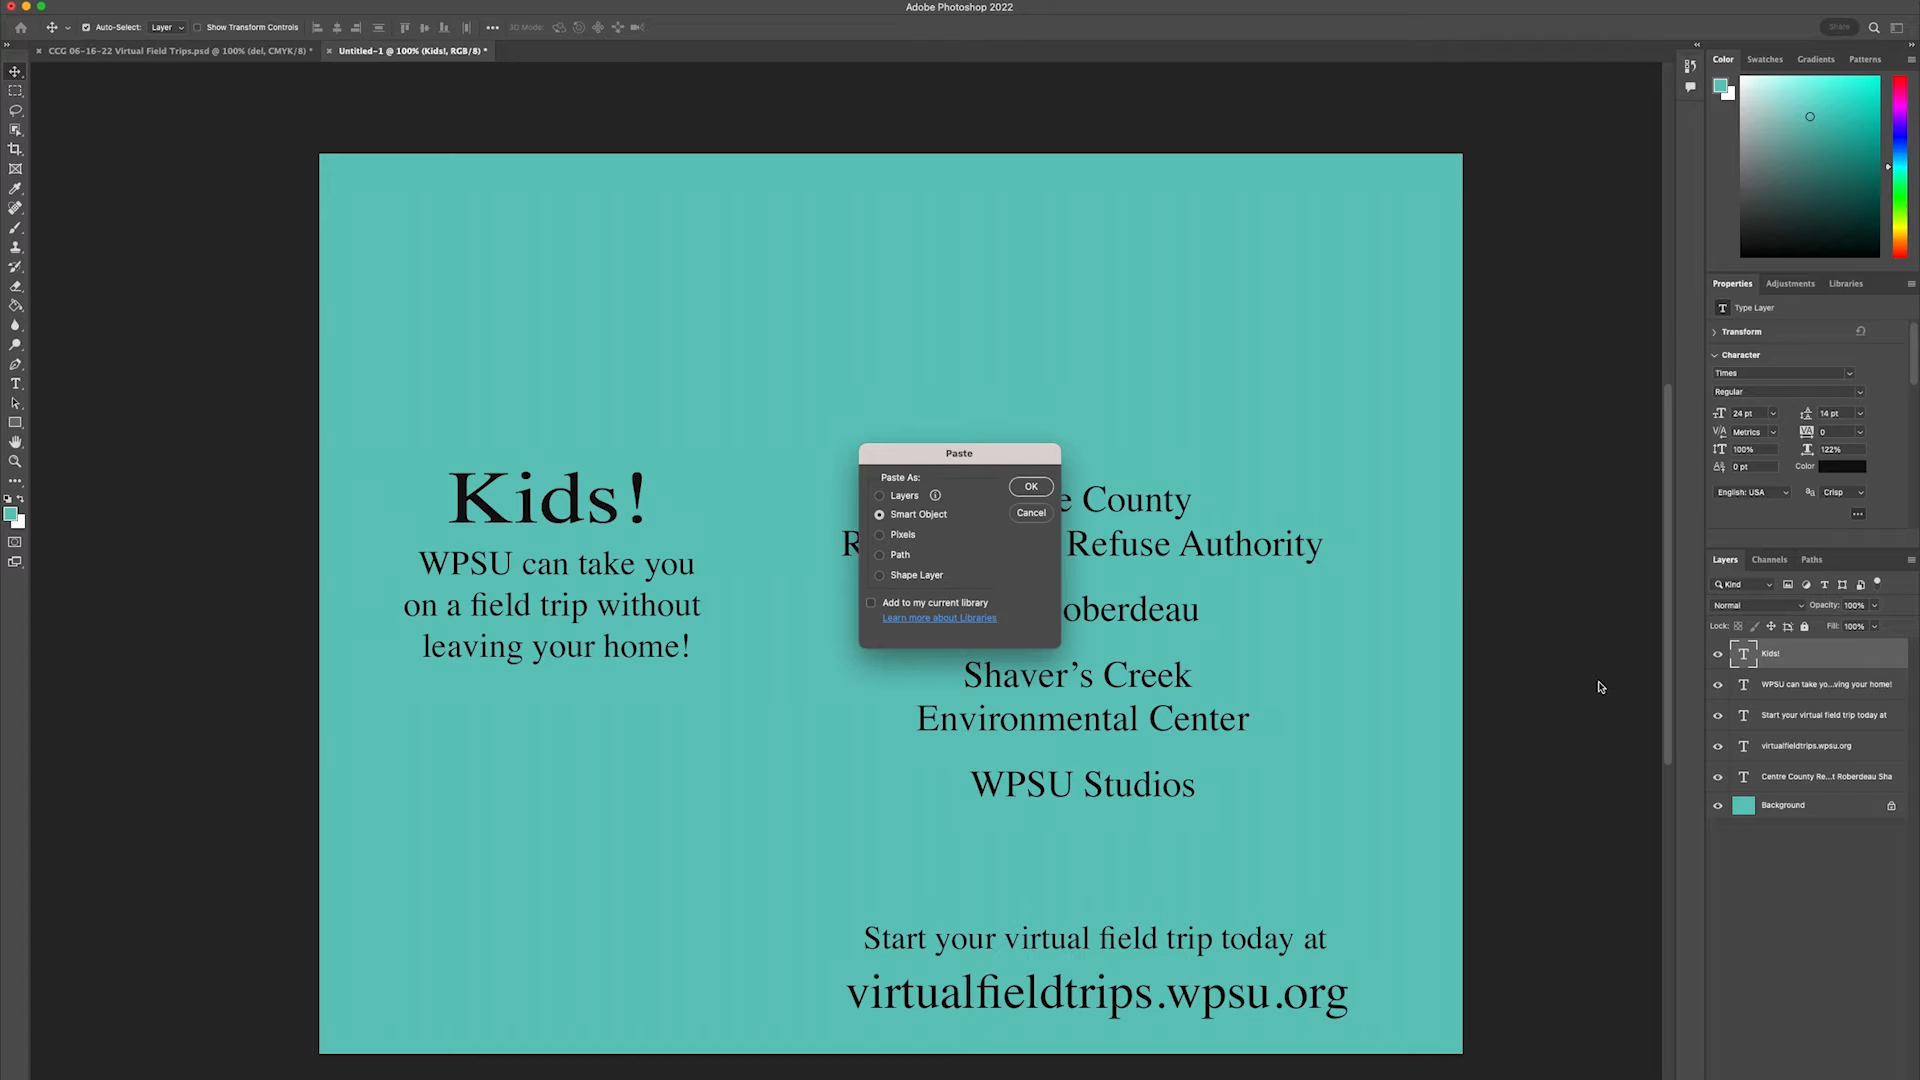 Adobe Photoshop 2022
Auto-Select: Layer Show Transform Controls 3D Mode: Share
CCG 06-16-22 Virtual Field Trips.psd @ 100% (del, CMYK/8) *
Untitled-1 @ 100% (Kids!, RGB/8) *
Color Swatches Gradients Patterns
Properties Adjustments Libraries
Type Layer
Transform
Character
Times
Regular
24 pt 14 pt
Metrics 0
100% 122%
0 pt Color
English: USA Crisp
Layers Channels Paths
Kind
Normal Opacity: 100%
Lock: Fill: 100%
Kids!
WPSU can take yo...ving your home!
Start your virtual field trip today at
virtualfieldtrips.wpsu.org
Centre County Re...t Roberdeau Sha
Background
Paste
Paste As:
Layers
Smart Object
Pixels
Path
Shape Layer
OK
Cancel
Add to my current library
Learn more about Libraries
Kids!
WPSU can take you
on a field trip without
leaving your home!
e County
R Refuse Authority
oberdeau
Shaver’s Creek
Environmental Center
WPSU Studios
Start your virtual field trip today at
virtualfieldtrips.wpsu.org